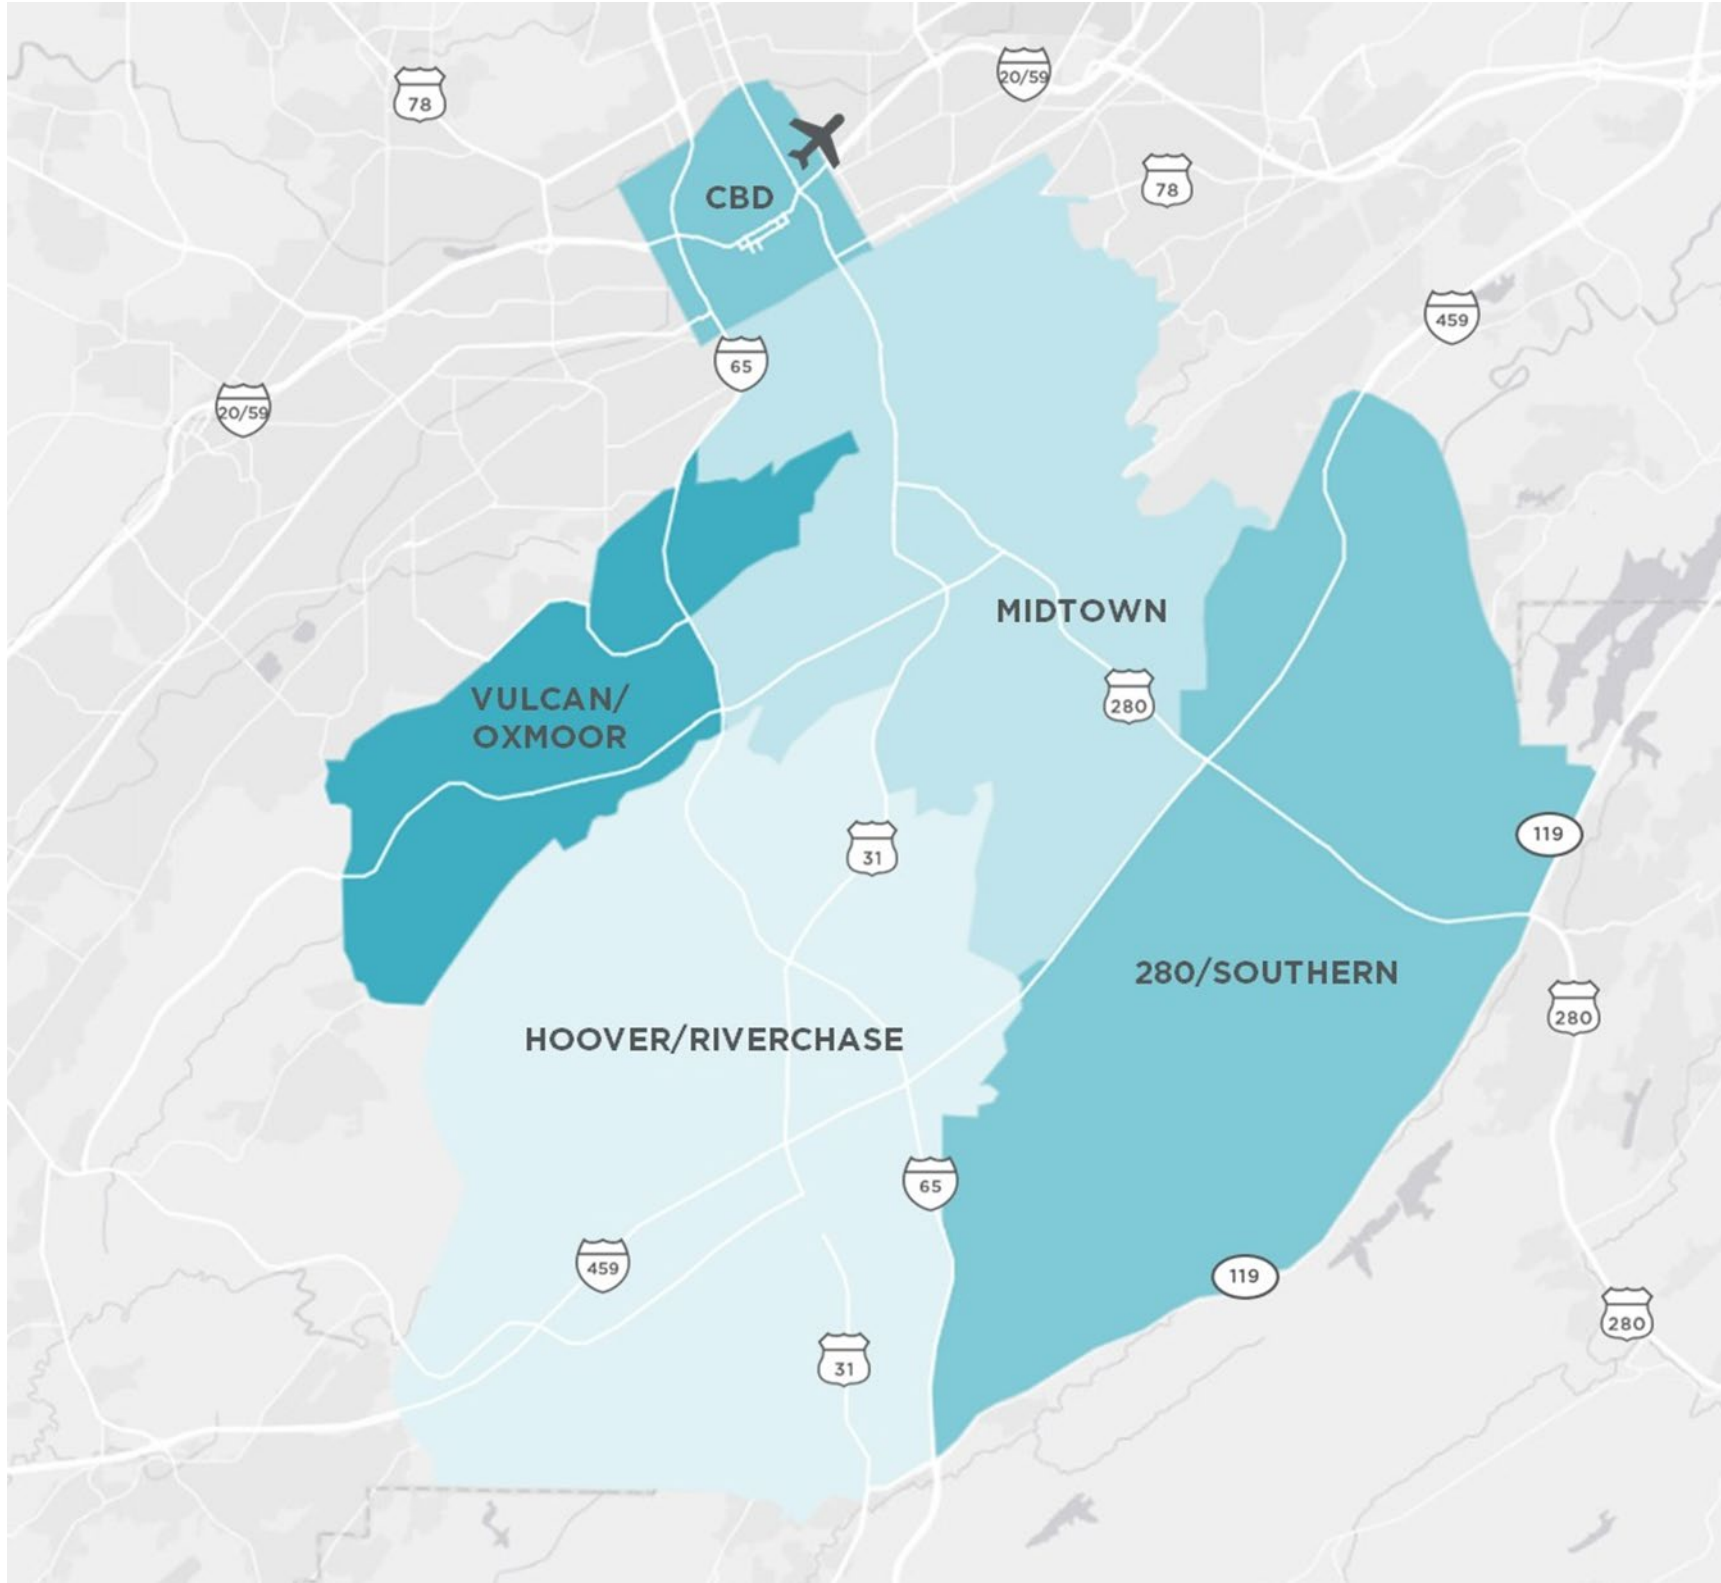 20/59
78
78
CBD
459
65
20/59
MIDTOWN
280
VULCAN/
OXMOOR
119
31
280/SOUTHERN
280
HOOVER/RIVERCHASE
65
459
119
280
31